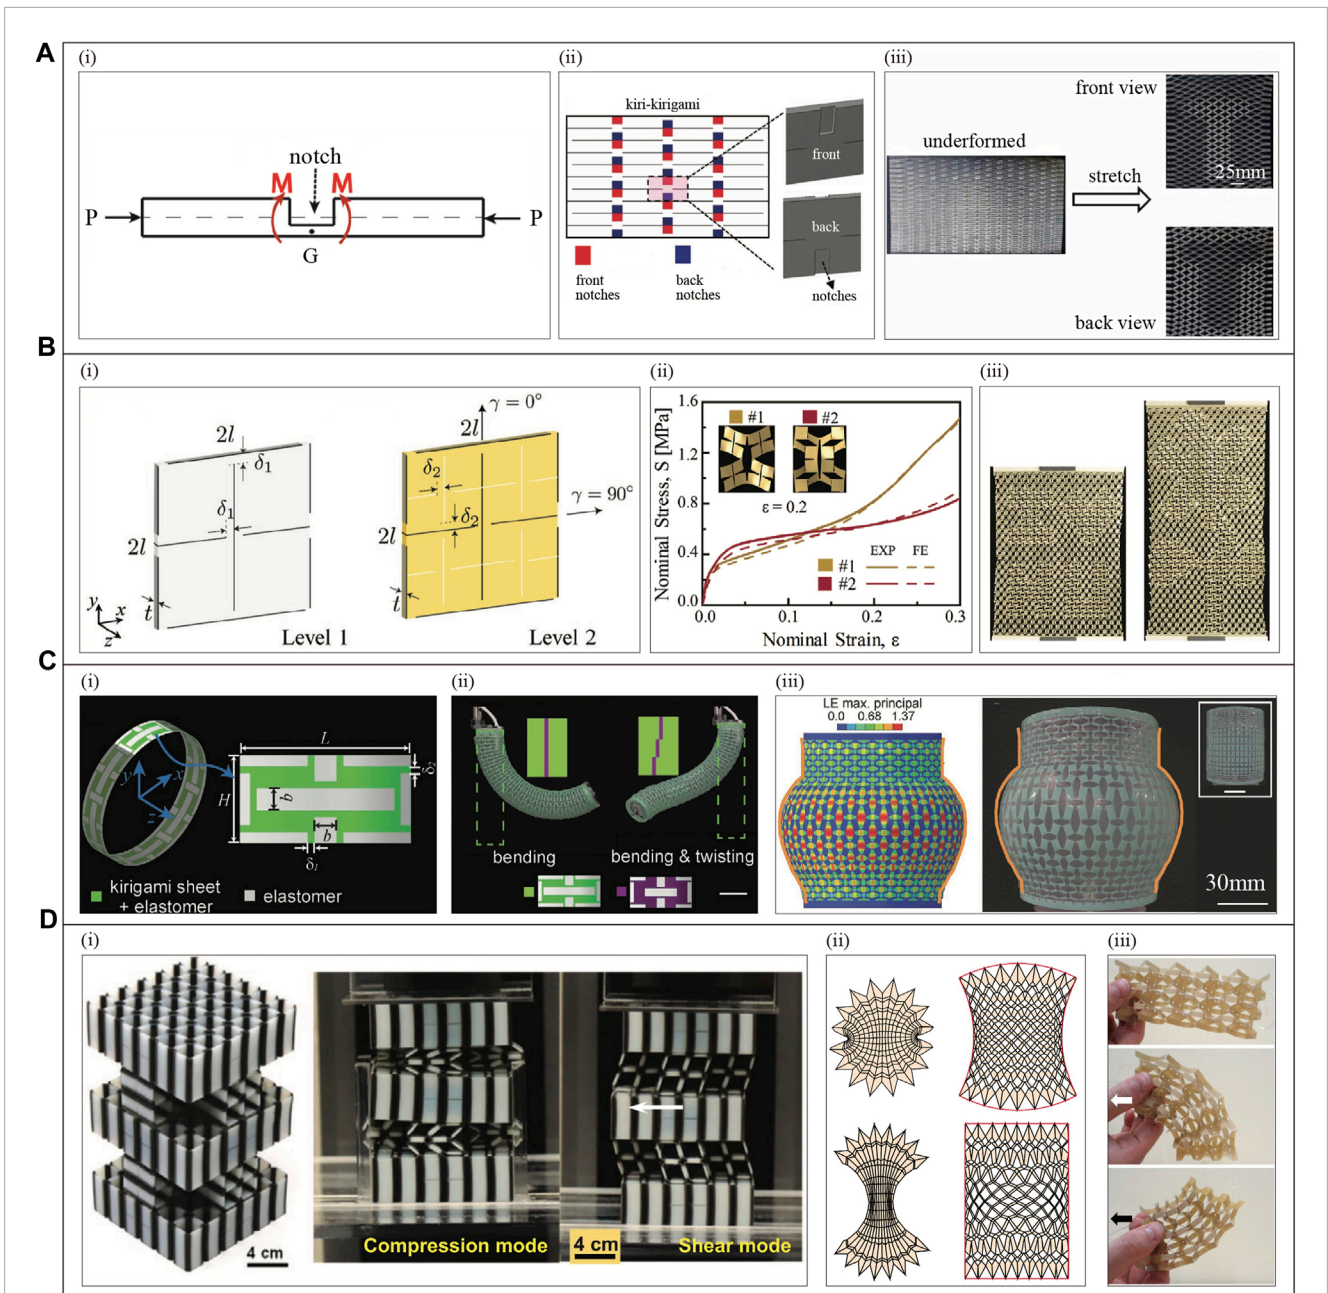 A
(i)
(ii)
(iii)
notch
M
M
P
P
G
kiri-kirigami
front
back
notches
front
notches
back
notches
underformed
stretch
front view
25mm
back view
B
(i)
(ii)
(iii)
2l
δ1
δ1
2l
t
y
x
z
Level 1
γ = 0°
2l
δ2
δ2
γ = 90°
2l
t
Level 2
Nominal Stress, S [MPa]
1.6
1.2
0.8
0.4
0.0
#1
#2
ε = 0.2
EXP FE
#1
#2
0.0 0.1 0.2 0.3
Nominal Strain, ε
C
(i)
(ii)
(iii)
y
x
z
L
H
b
b
δ2
δ1
kirigami sheet
+ elastomer
elastomer
bending
bending & twisting
LE max. principal
0.0 0.68 1.37
30mm
D
(i)
(ii)
(iii)
4 cm
Compression mode
4 cm
Shear mode